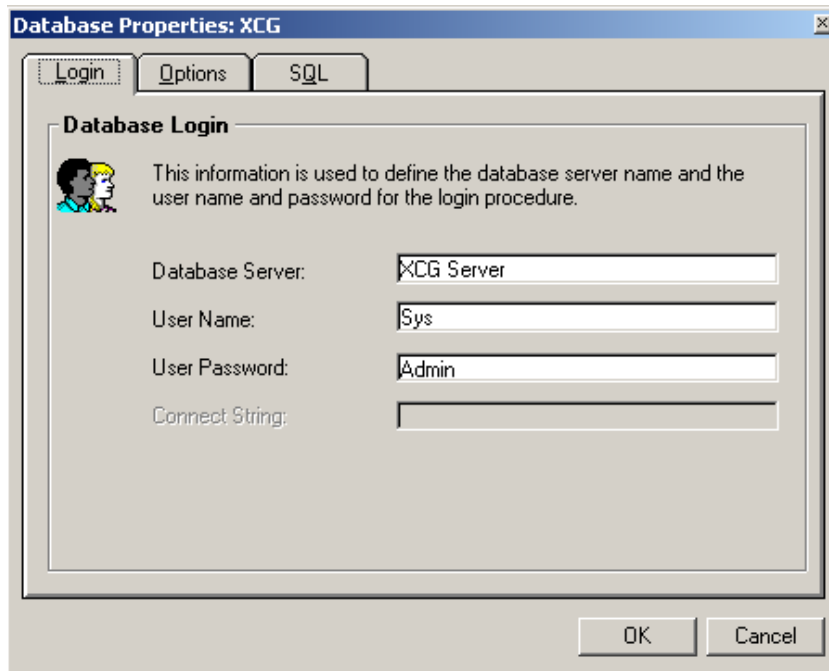 Database Properties: XCG
Login Options SQL
Database Login
This information is used to define the database server name and the
user name and password for the login procedure.
Database Server: XCG Server
User Name: Sys
User Password: Admin
Connect String:
OK Cancel